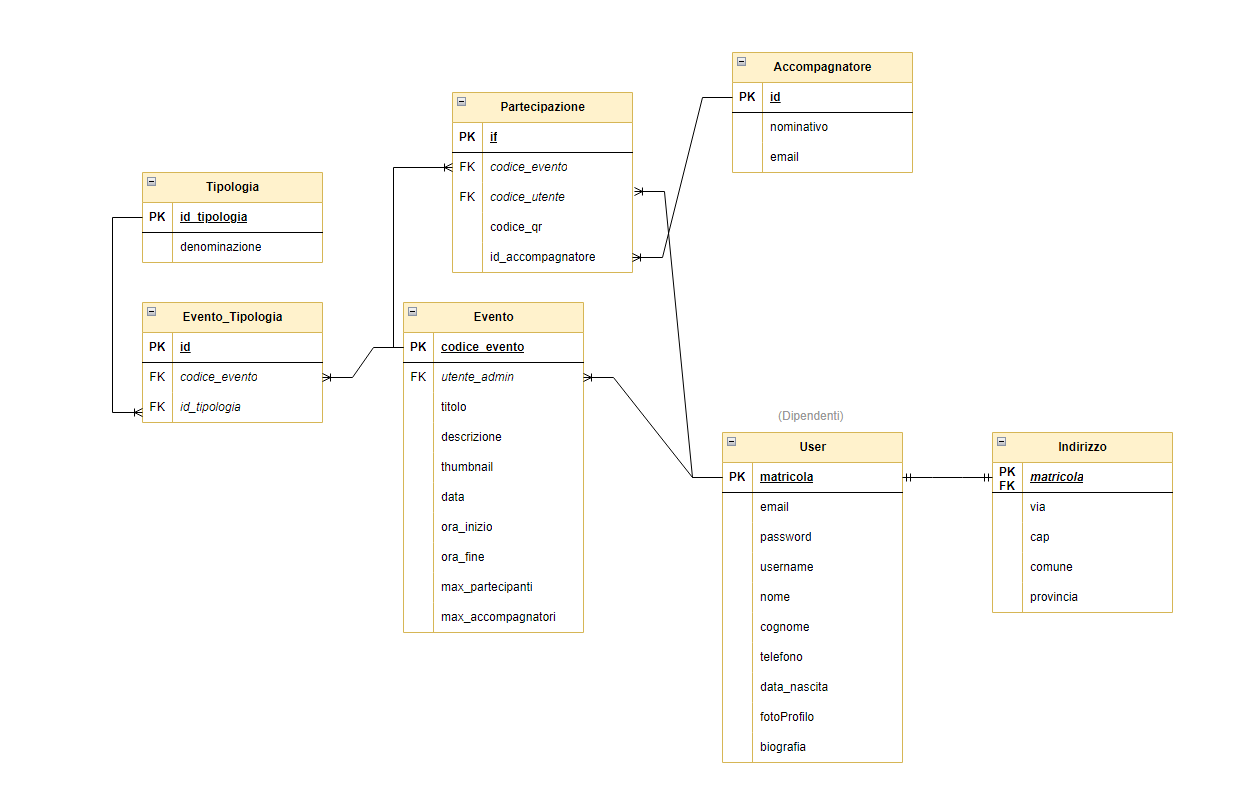 Accompagnatore
PK id
nominativo
email
Partecipazione
PK if
FK codice_evento
FK codice_utente
codice_qr
id_accompagnatore
Tipologia
PK id_tipologia
denominazione
Evento_Tipologia
PK id
FK codice_evento
FK id_tipologia
Evento
PK codice_evento
FK utente_admin
titolo
descrizione
thumbnail
data
ora_inizio
ora_fine
max_partecipanti
max_accompagnatori
(Dipendenti)
User
PK matricola
email
password
username
nome
cognome
telefono
data_nascita
fotoProfilo
biografia
Indirizzo
PK
FK matricola
via
cap
comune
provincia